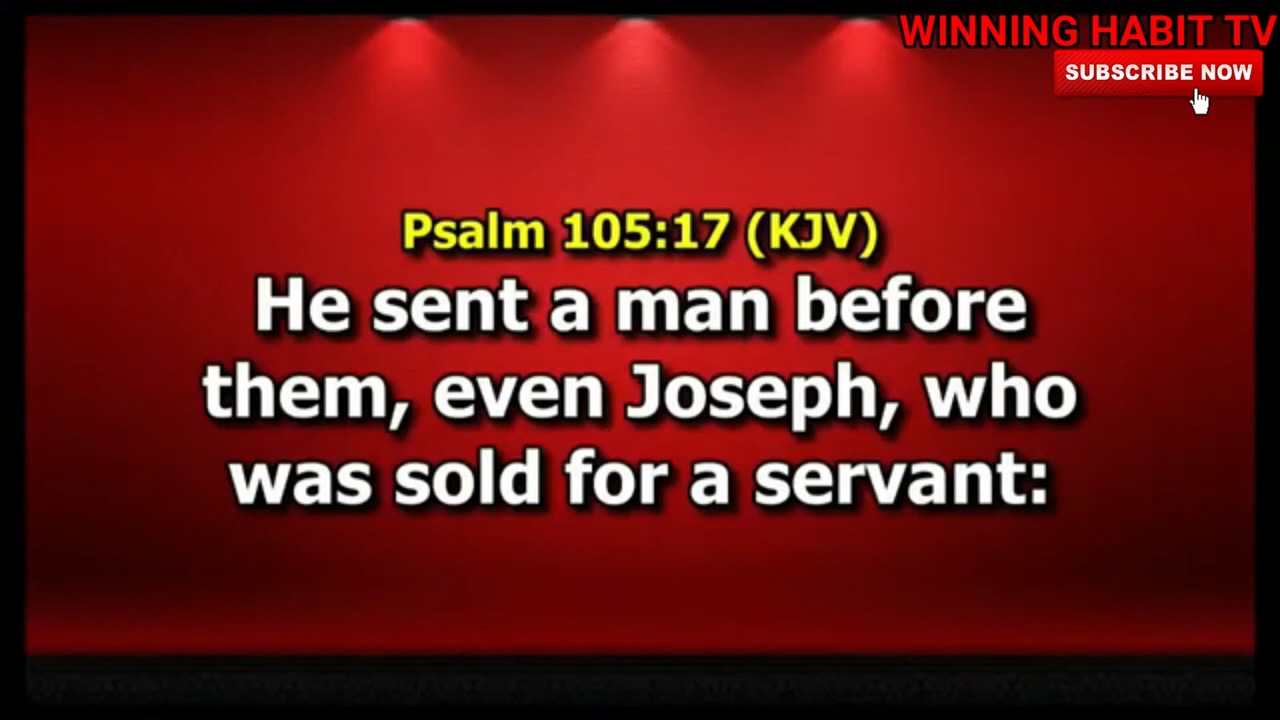 WINNING HABIT TV
SUBSCRIBE NOW
Psalm 105:17 (KJV)
He sent a man before
them, even Joseph, who
was sold for a servant: